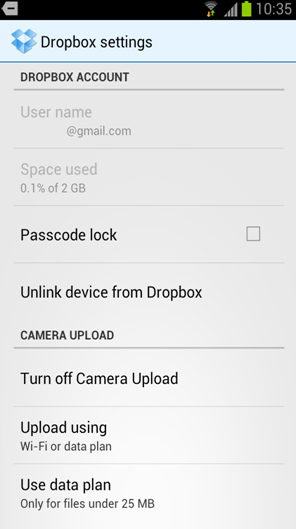 10:35
Dropbox settings
DROPBOX ACCOUNT
User name
@gmail.com
Space used
0.1% of 2 GB
Passcode lock
Unlink device from Dropbox
CAMERA UPLOAD
Turn off Camera Upload
Upload using
Wi-Fi or data plan
Use data plan
Only for files under 25 MB